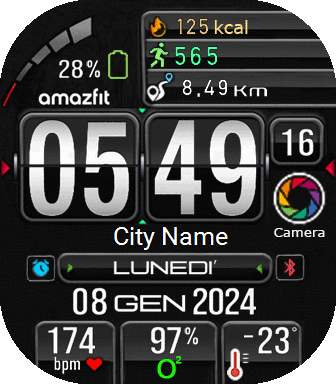 125 kcal
565
28%
8.49 Km
amazfit
05 49 16
Camera
City Name
LUNEDI'
08 GEN 2024
174 bpm
97% O²
-23°